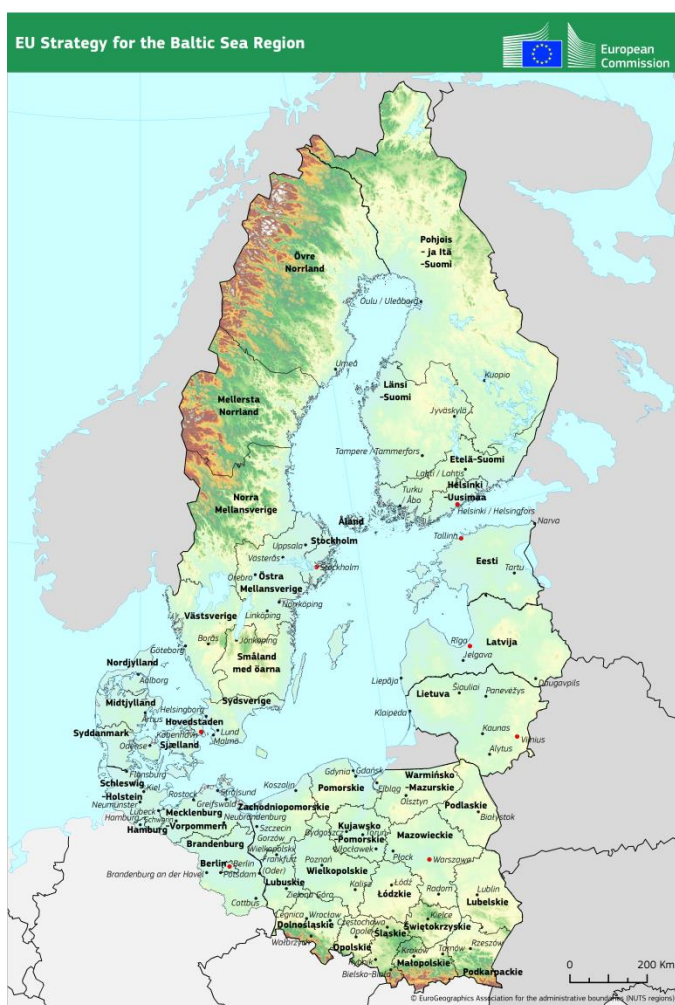 EU Strategy for the Baltic Sea Region
European
Commission
Övre
Norrland
Pohjois
- ja Itä
-Suomi
Oulu / Uleåborg
Umeå
Länsi
-Suomi
Kuopio
Mellersta
Norrland
Jyväskylä
Tampere / Tammerfors
Etelä-Suomi
Lahti / Lahtis
Norra
Mellansverige
Helsinki
-Uusimaa
Turku
/ Åbo
Helsinki / Helsingfors
Åland
Uppsala
Stockholm
Narva
Tallinn
Västerås
Stockholm
Örebro
Östra
Mellansverige
Eesti
Tartu
Norrköping
Linköping
Västsverige
Borås
Jönköping
Göteborg
Småland
med öarna
Rīga
Latvija
Jelgava
Nordjylland
Aalborg
Liepāja
Daugavpils
Midtjylland
Sydsverige
Lietuva
Šiauliai
Panevėžys
Århus
Helsingborg
Hovedstaden
København
Lund
Malmö
Klaipėda
Syddanmark
Odense
Sjælland
Kaunas
Vilnius
Alytus
Flensburg
Schleswig
-Holstein
Kiel
Neumünster
Rostock
Stralsund
Greifswald
Koszalin
Gdynia
Gdańsk
Pomorskie
Elbląg
Warmińsko
-Mazurskie
Olsztyn
Zachodniopomorskie
Lübeck
Hamburg
Schwerin
Mecklenburg
-Vorpommern
Neubrandenburg
Hamburg
Szczecin
Podlaskie
Białystok
Brandenburg
Gorzów
Wielkopolski
Bydgoszcz
Kujawsko
-Pomorskie
Toruń
Włocławek
Mazowieckie
Płock
Berlin
Berlin
Potsdam
Brandenburg an der Havel
Frankfurt
(Oder)
Poznań
Wielkopolskie
Warszawa
Lubuskie
Zielona Góra
Kalisz
Łódź
Łódzkie
Radom
Lublin
Lubelskie
Cottbus
Legnica
Wrocław
Dolnośląskie
Wałbrzych
Częstochowa
Opole
Opolskie
Śląskie
Kielce
Świętokrzyskie
Rybnik
Bielsko-Biała
Kraków
Małopolskie
Tarnów
Rzeszów
Podkarpackie
0 200 Km
© EuroGeographics Association for the administrative boundaries (NUTS regions)